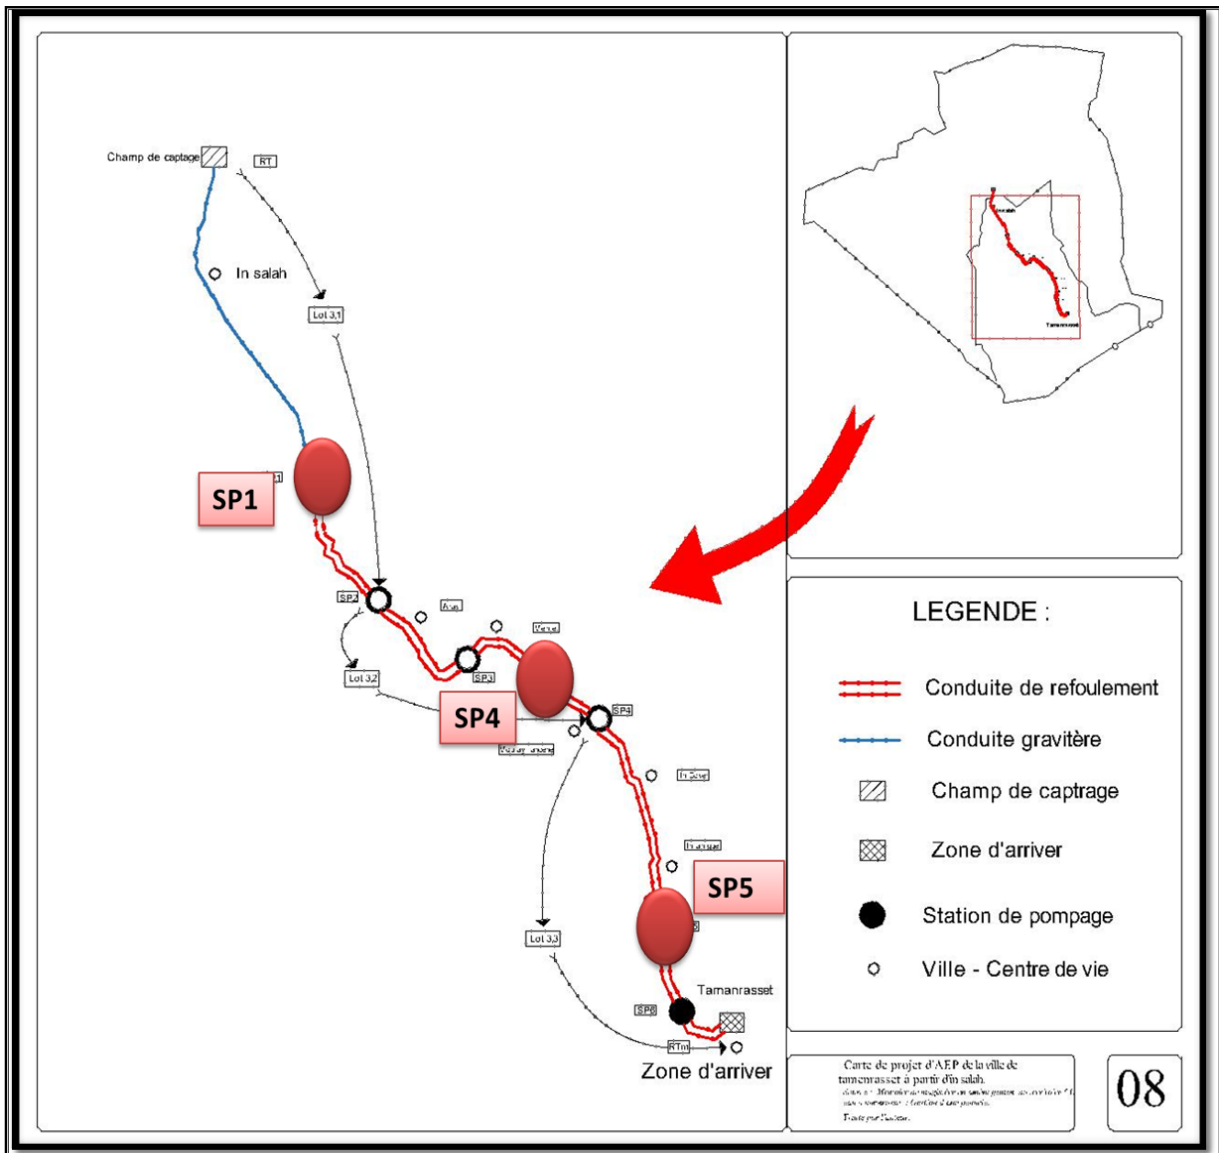 Champ de captage
RT
In salah
Lot 3,1
SP1
SP2
Lot 3,2
SP3
SP4
SP4
SP5
Lot 3,3
Tamanrasset
SP6
Zone d'arriver
Tamanrasset
LEGENDE :
Conduite de refoulement
Conduite gravitère
Champ de captrage
Zone d'arriver
Station de pompage
Ville - Centre de vie
Carte de projet d'AEP de la ville de
tamenrasset à partir d'in salah.
08